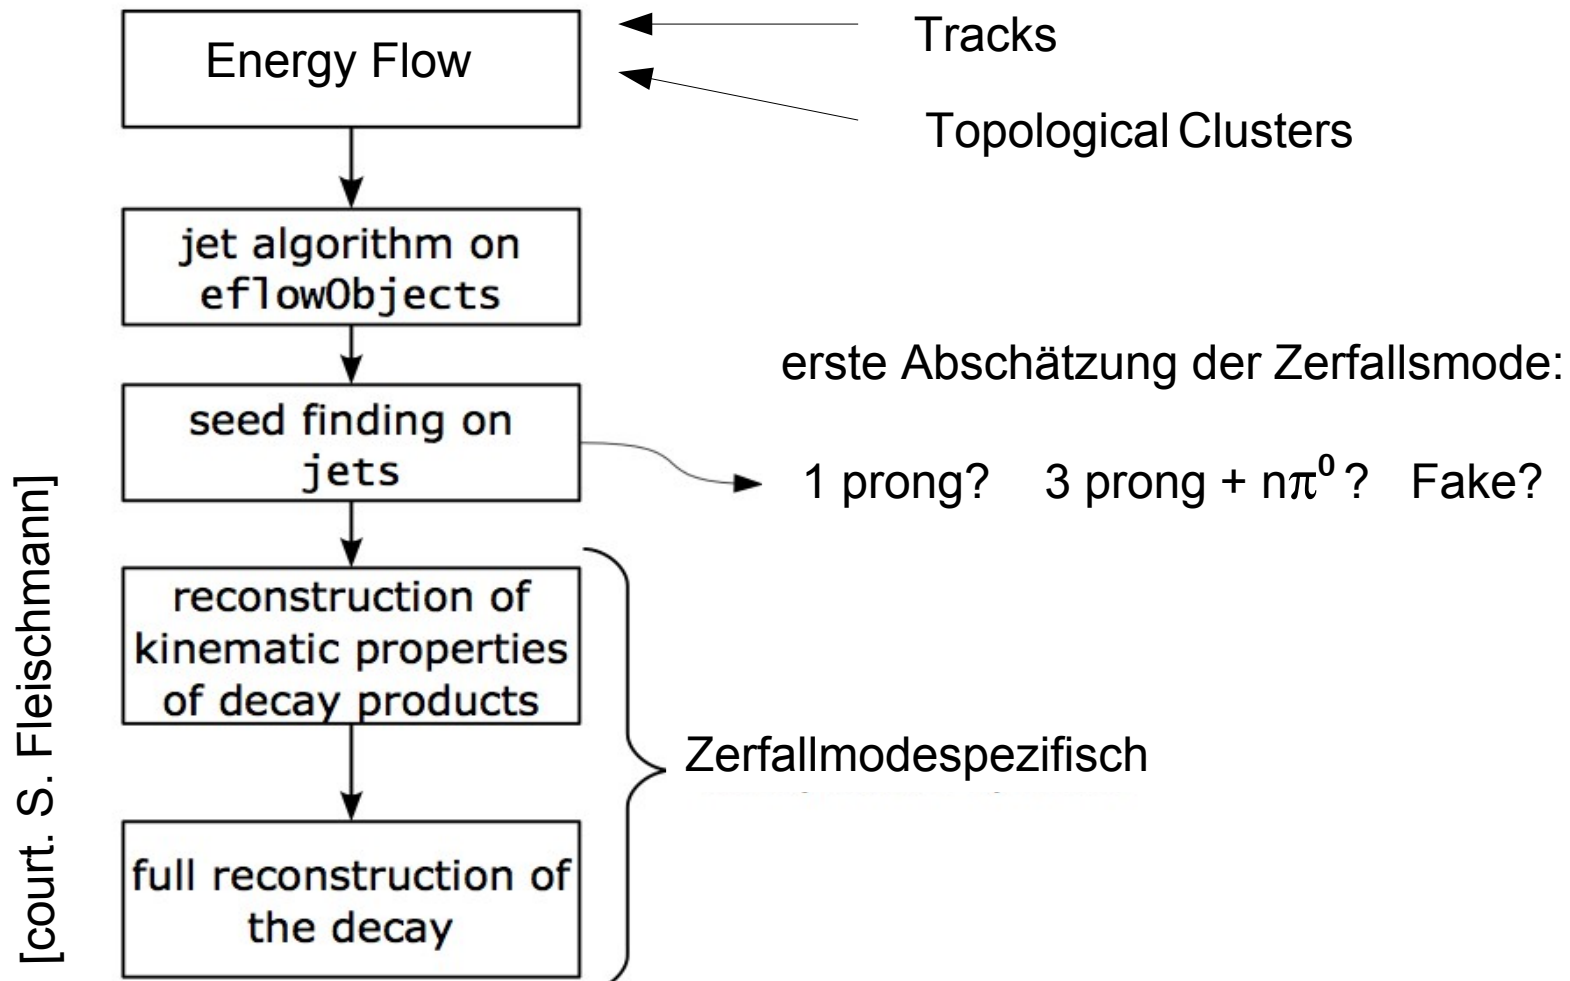 Energy Flow
Tracks
Topological Clusters
jet algorithm on
eflowObjects
erste Abschätzung der Zerfallsmode:
seed finding on
jets
1 prong? 3 prong + nπ⁰ ? Fake?
reconstruction of
kinematic properties
of decay products
Zerfallmodespezifisch
full reconstruction of
the decay
[court. S. Fleischmann]